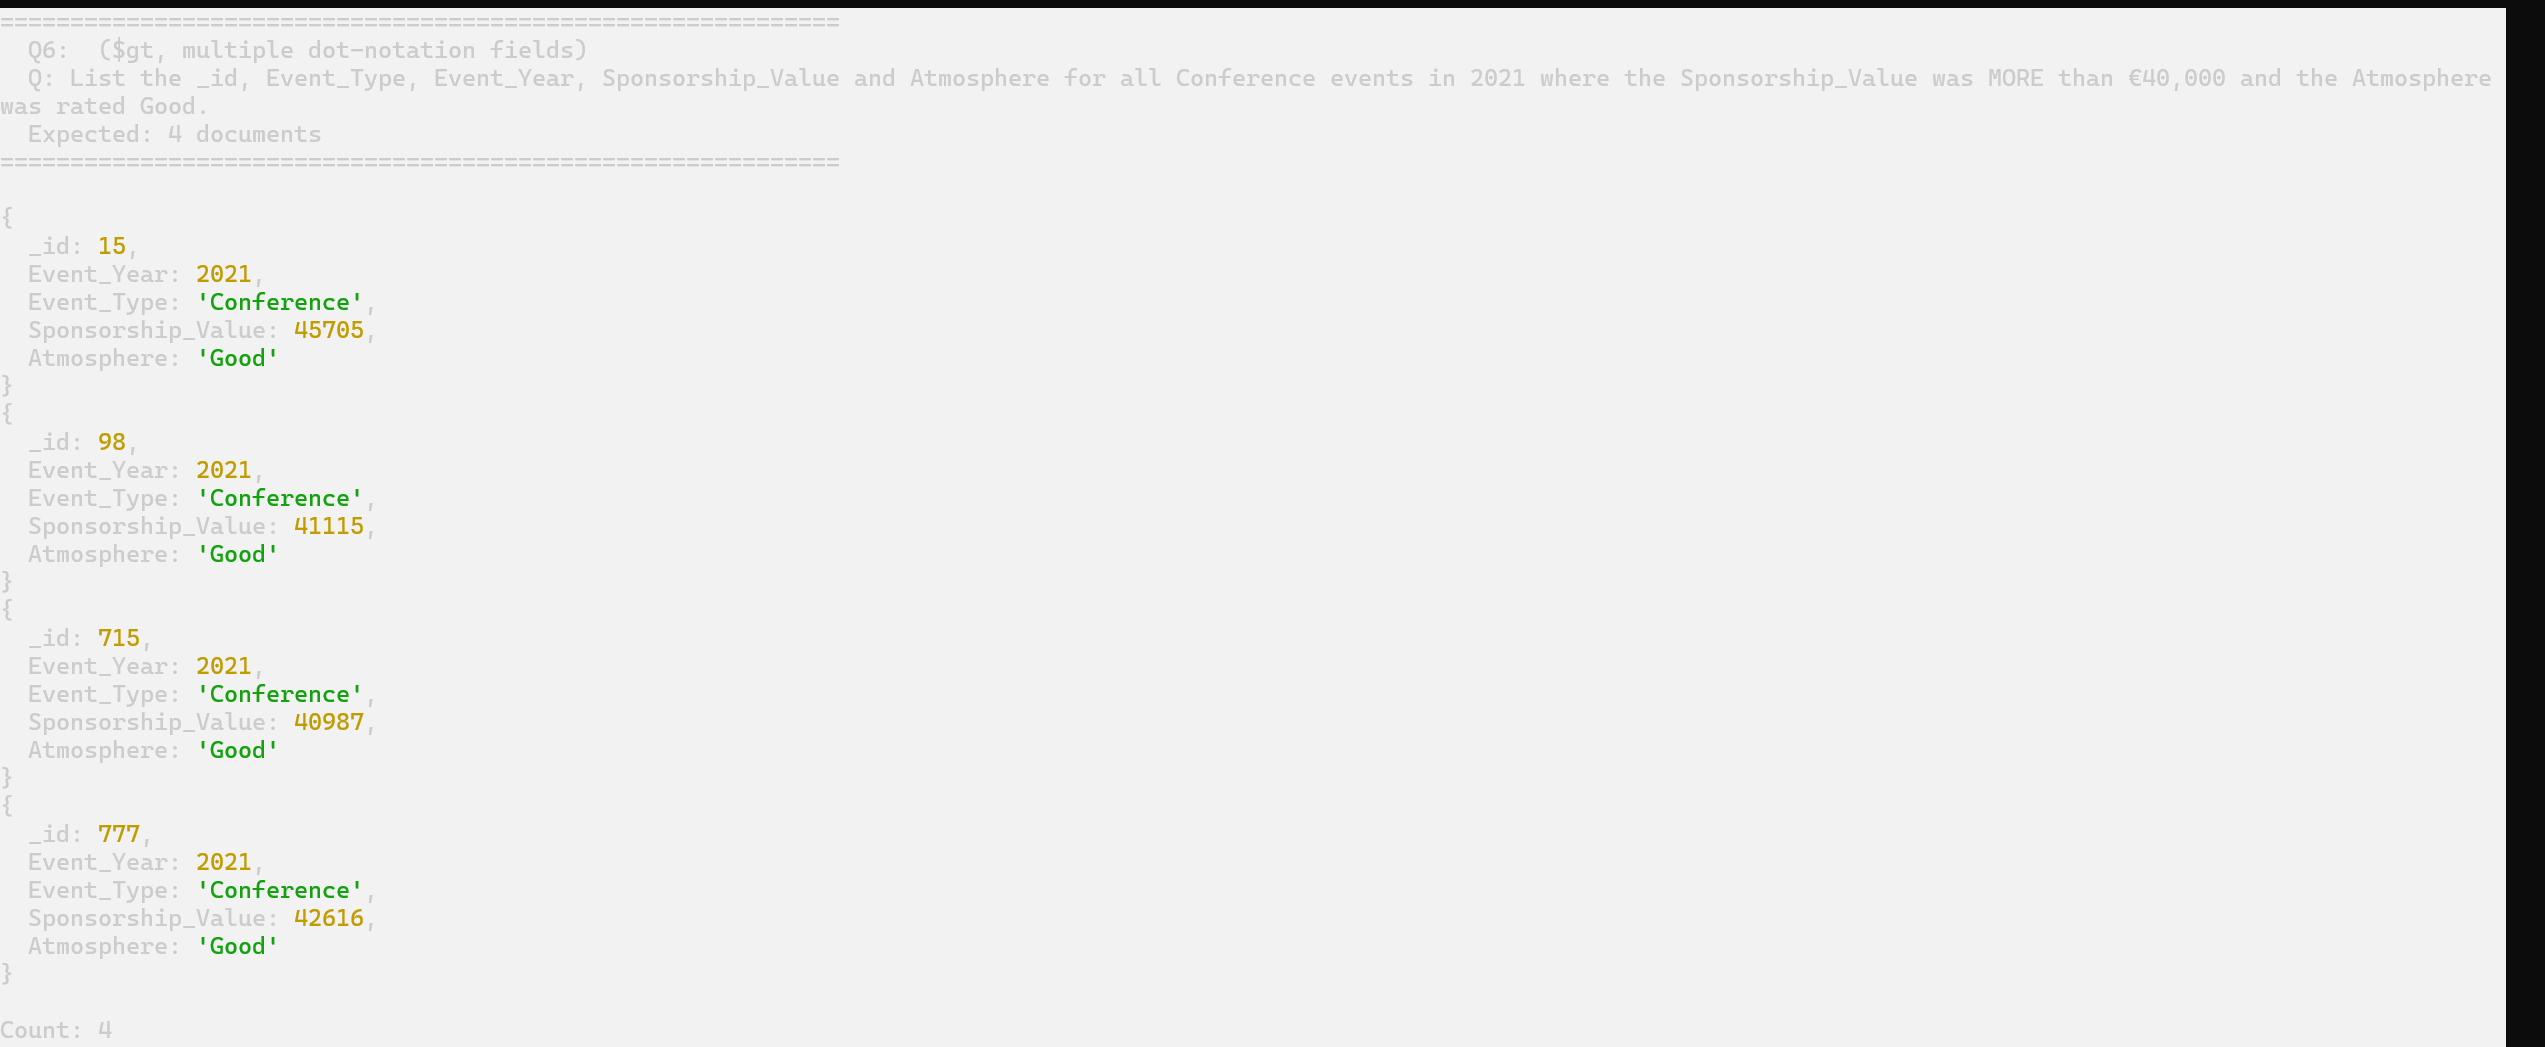 ============================================================
  Q6:  ($gt, multiple dot-notation fields)
  Q: List the _id, Event_Type, Event_Year, Sponsorship_Value and Atmosphere for all Conference events in 2021 where the Sponsorship_Value was MORE than €40,000 and the Atmosphere
was rated Good.
  Expected: 4 documents
============================================================

{
  _id: 15,
  Event_Year: 2021,
  Event_Type: 'Conference',
  Sponsorship_Value: 45705,
  Atmosphere: 'Good'
}
{
  _id: 98,
  Event_Year: 2021,
  Event_Type: 'Conference',
  Sponsorship_Value: 41115,
  Atmosphere: 'Good'
}
{
  _id: 715,
  Event_Year: 2021,
  Event_Type: 'Conference',
  Sponsorship_Value: 40987,
  Atmosphere: 'Good'
}
{
  _id: 777,
  Event_Year: 2021,
  Event_Type: 'Conference',
  Sponsorship_Value: 42616,
  Atmosphere: 'Good'
}

Count: 4